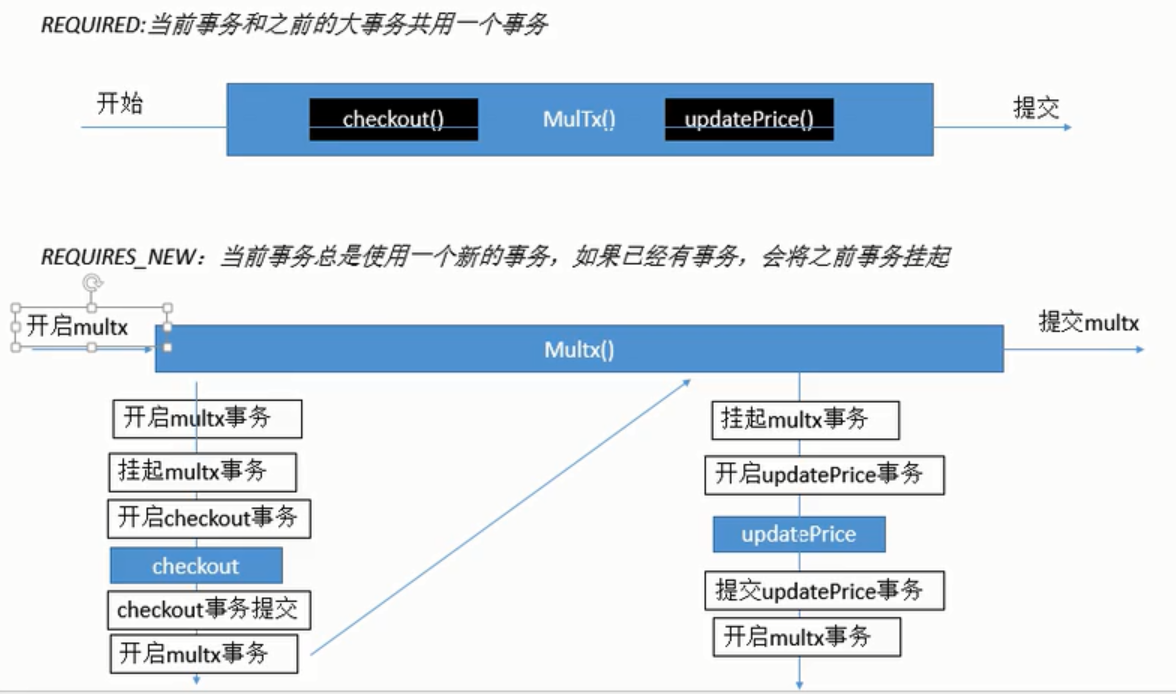 REQUIRED:当前事务和之前的大事务共用一个事务
开始
checkout()
MulTx()
updatePrice()
提交
REQUIRES_NEW：当前事务总是使用一个新的事务，如果已经有事务，会将之前事务挂起
开启multx
Multx()
提交multx
开启multx事务
挂起multx事务
开启checkout事务
checkout
checkout事务提交
开启multx事务
挂起multx事务
开启updatePrice事务
updatePrice
提交updatePrice事务
开启multx事务